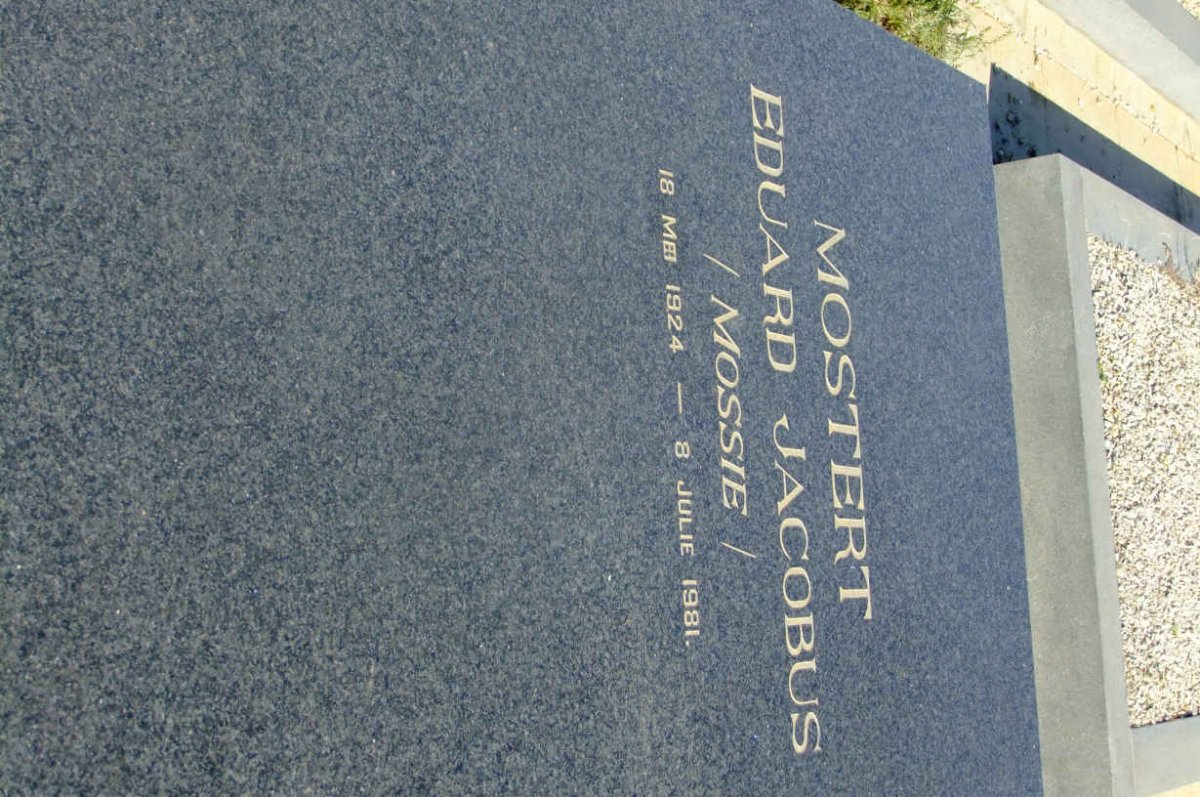 MOSTERT
EDUARD JACOBUS
/ MOSSIE /
18 MEI 1924 — 8 JULIE 1981.